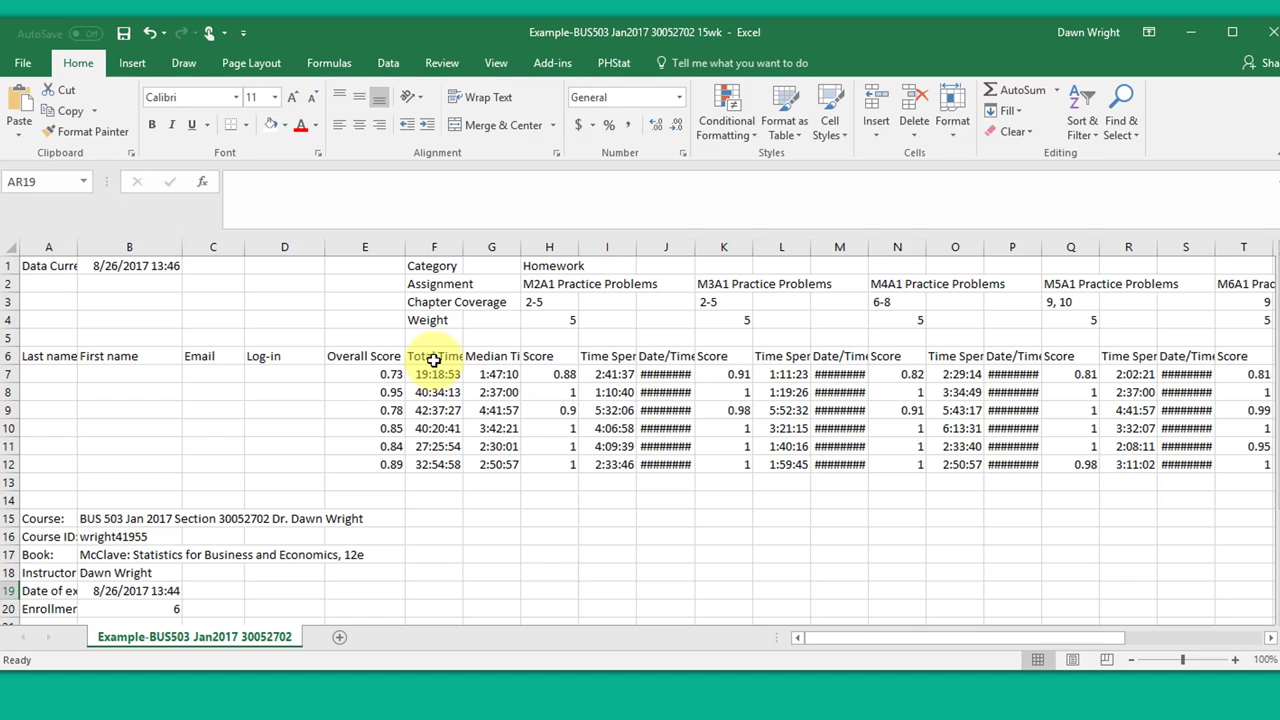 AutoSave Off Example-BUS503 Jan2017 30052702 15wk - Excel Dawn Wright
File Home Insert Draw Page Layout Formulas Data Review View Add-ins PHStat Tell me what you want to do Sha
Paste Cut Copy Format Painter
Clipboard
Calibri 11 A A
B I U A
Font
Wrap Text
Merge & Center
Alignment
General
$ % ,
Number
Conditional Formatting Format as Table Cell Styles
Styles
Insert Delete Format
Cells
AutoSum Fill Clear Sort & Filter Find & Select
Editing
AR19 fx
A B C D E F G H I J K L M N O P Q R S T
1 Data Curre 8/26/2017 13:46 Category Homework
2 Assignment M2A1 Practice Problems M3A1 Practice Problems M4A1 Practice Problems M5A1 Practice Problems M6A1 Prac
3 Chapter Coverage 2-5 2-5 6-8 9, 10 9
4 Weight 5 5 5 5 5
5
6 Last name First name Email Log-in Overall Score Total Time Median Ti Score Time Spen Date/Time Score Time Spen Date/Time Score Time Spen Date/Time Score Time Spen Date/Time Score
7 0.73 19:18:53 1:47:10 0.88 2:41:37 ######## 0.91 1:11:23 ######## 0.82 2:29:14 ######## 0.81 2:02:21 ######## 0.81
8 0.95 40:34:13 2:37:00 1 1:10:40 ######## 1 1:19:26 ######## 1 3:34:49 ######## 1 2:37:00 ######## 1
9 0.78 42:37:27 4:41:57 0.9 5:32:06 ######## 0.98 5:52:32 ######## 0.91 5:43:17 ######## 1 4:41:57 ######## 0.99
10 0.85 40:20:41 3:42:21 1 4:06:58 ######## 1 3:21:15 ######## 1 6:13:31 ######## 1 3:32:07 ######## 1
11 0.84 27:25:54 2:30:01 1 4:09:39 ######## 1 1:40:16 ######## 1 2:33:40 ######## 1 2:08:11 ######## 0.95
12 0.89 32:54:58 2:50:57 1 2:33:46 ######## 1 1:59:45 ######## 1 2:50:57 ######## 0.98 3:11:02 ######## 1
13
14
15 Course: BUS 503 Jan 2017 Section 30052702 Dr. Dawn Wright
16 Course ID: wright41955
17 Book: McClave: Statistics for Business and Economics, 12e
18 Instructor Dawn Wright
19 Date of ex 8/26/2017 13:44
20 Enrollmen 6
Example-BUS503 Jan2017 30052702
Ready 100%